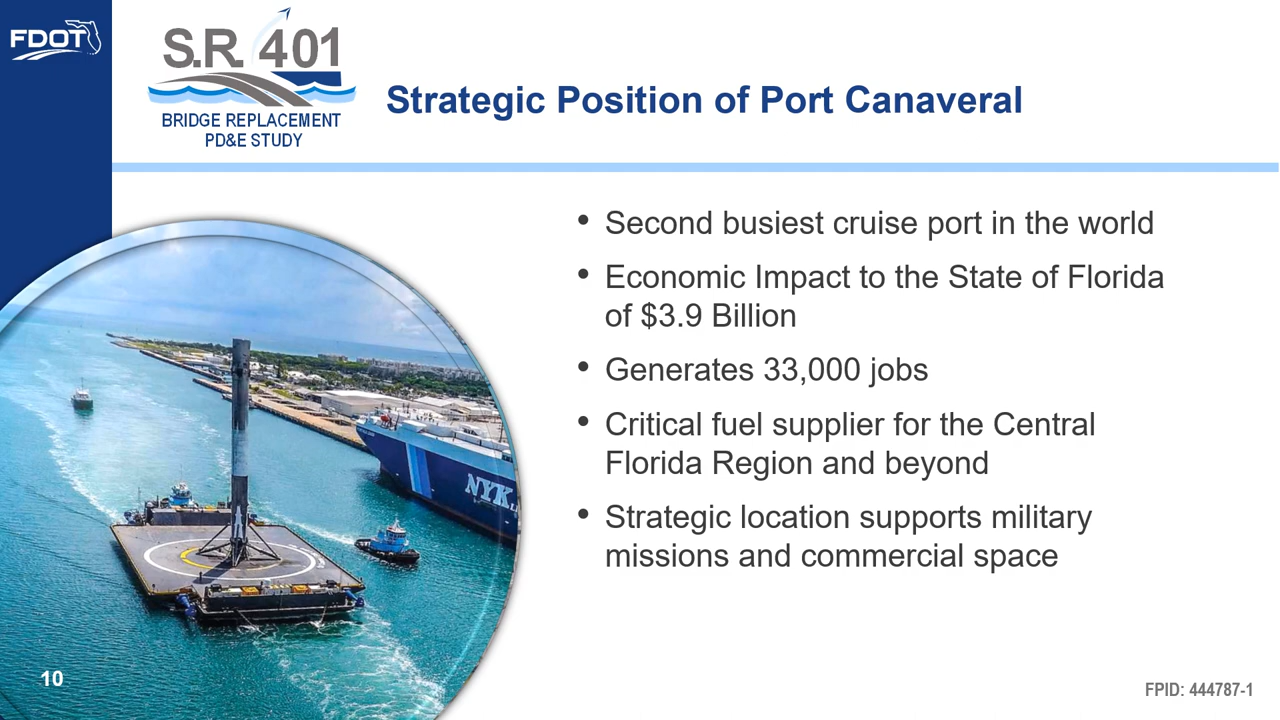 FDOT
S.R. 401
BRIDGE REPLACEMENT
PD&E STUDY
Strategic Position of Port Canaveral
• Second busiest cruise port in the world
• Economic Impact to the State of Florida
of $3.9 Billion
• Generates 33,000 jobs
• Critical fuel supplier for the Central
Florida Region and beyond
• Strategic location supports military
missions and commercial space
NYK
10
FPID: 444787-1